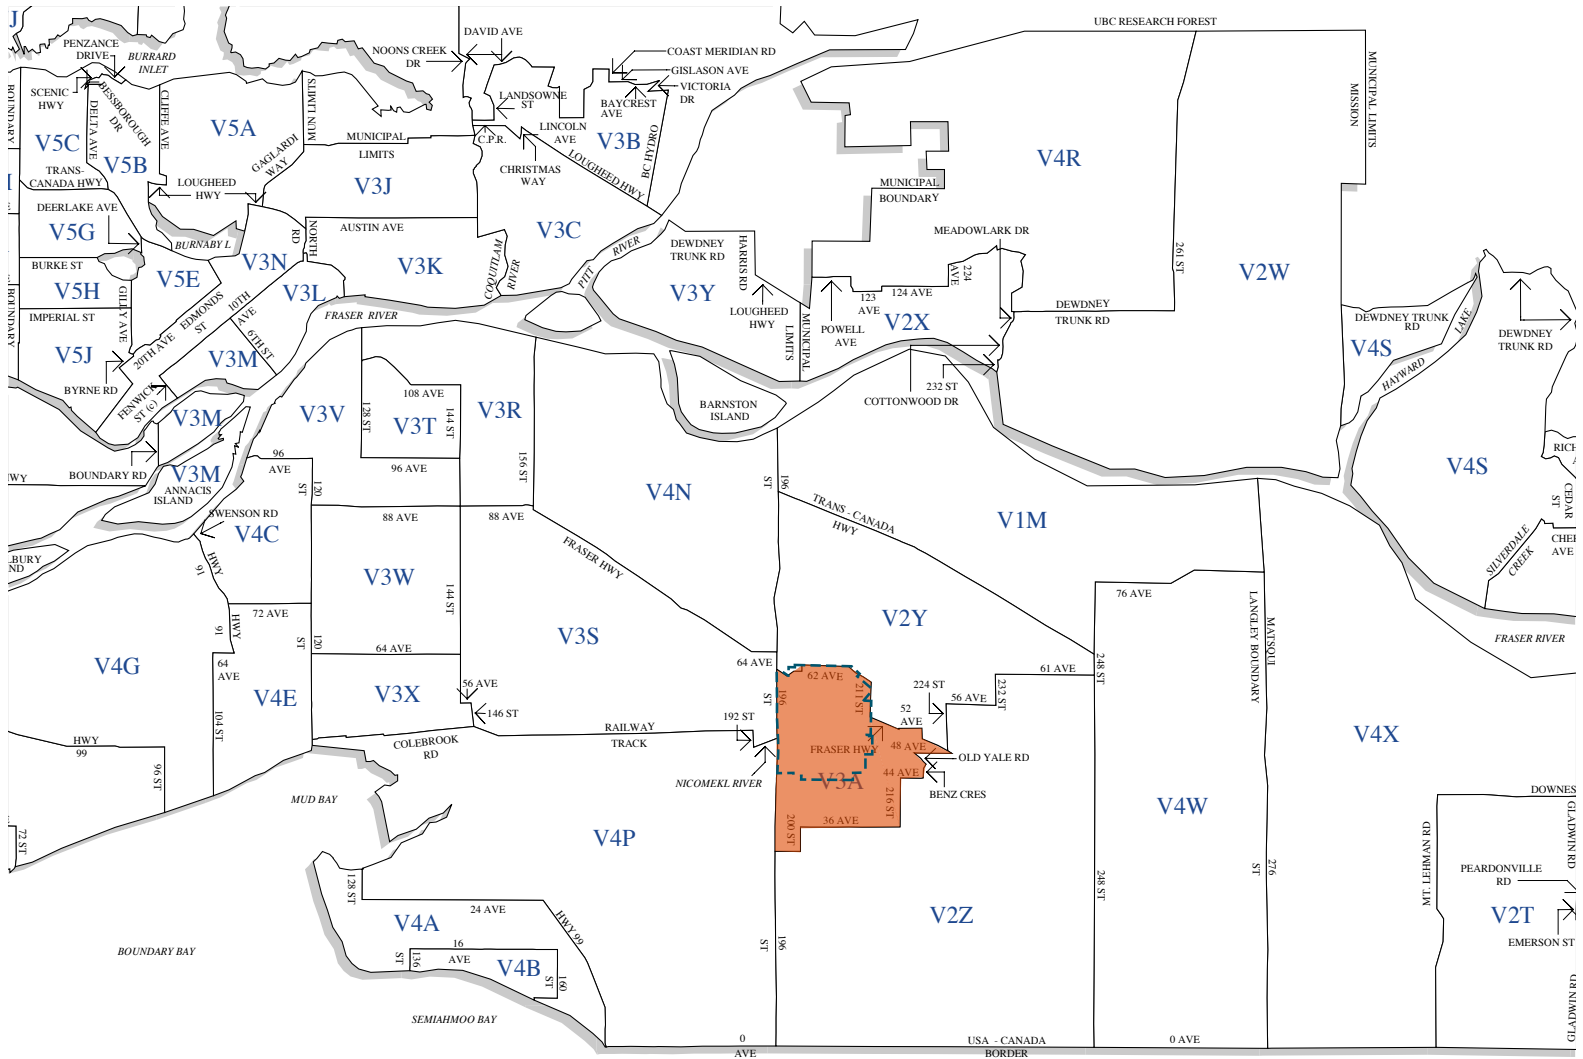 J
PENZANCE
DRIVE
BURRARD
INLET
NOONS CREEK
DR
DAVID AVE
COAST MERIDIAN RD
GISLASON AVE
VICTORIA
DR
BAYCREST
AVE
LANDSOWNE
ST
LINCOLN
AVE
C.P.R.
CHRISTMAS
WAY
LOUGHEED HWY
BC HYDRO
V3B
UBC RESEARCH FOREST
MUNICIPAL LIMITS
MISSION
BOUNDARY
SCENIC
HWY
DELTA AVE
BESSBOROUGH
DR
CLIFFE AVE
V5A
MUN LIMITS
GAGLARDI
WAY
MUNICIPAL
LIMITS
V5C
V5B
TRANS-
CANADA HWY
LOUGHEED
HWY
V3J
V4R
MUNICIPAL
BOUNDARY
DEERLAKE AVE
V5G
BURNABY L
NORTH
RD
AUSTIN AVE
V3C
V3K
COQUITLAM
RIVER
PITT
RIVER
DEWDNEY
TRUNK RD
HARRIS RD
MEADOWLARK DR
261 ST
V2W
BURKE ST
V5H
V5E
V3N
V3L
V3Y
LOUGHEED
HWY
224
AVE
123
AVE
124 AVE
V2X
POWELL
AVE
MUNICIPAL
LIMITS
DEWDNEY
TRUNK RD
DEWDNEY TRUNK
RD
V4S
HAYWARD
LAKE
DEWDNEY
TRUNK RD
IMPERIAL ST
GILLY AVE
EDMONDS
ST
10TH
AVE
FRASER RIVER
6TH ST
V5J
BOUNDARY
20TH AVE
V3M
BYRNE RD
FENWICK
ST (c)
V3M
108 AVE
V3V
128 ST
V3T
144 ST
V3R
156 ST
BARNSTON
ISLAND
232 ST
COTTONWOOD DR
BOUNDARY RD
V3M
ANNACIS
ISLAND
96
AVE
96 AVE
120
ST
V4N
196
ST
TRANS - CANADA
HWY
V1M
V4S
CEDAR
ST
SWENSON RD
V4C
88 AVE
88 AVE
FRASER HWY
HWY
91
V3W
144 ST
SILVERDALE
CREEK
72 AVE
HWY
91
120
ST
V3S
V2Y
76 AVE
LANGLEY BOUNDARY
MATSQUI
FRASER RIVER
V4G
64
AVE
64 AVE
64 AVE
V4E
104 ST
V3X
56 AVE
146 ST
62 AVE
196
ST
211 ST
61 AVE
248 ST
232 ST
224 ST
56 AVE
52
AVE
HWY
99
96 ST
COLEBROOK
RD
RAILWAY
TRACK
192 ST
FRASER HWY
48 AVE
OLD YALE RD
V4X
NICOMEKL RIVER
V3A
44 AVE
BENZ CRES
MUD BAY
216 ST
V4W
DOWNES
72 ST
V4P
200 ST
36 AVE
GLADWIN RD
MT. LEHMAN RD
PEARDONVILLE
RD
128 ST
248 ST
276
ST
24 AVE
V4A
HWY 99
V2Z
V2T
EMERSON ST
BOUNDARY BAY
136
ST
16
AVE
V4B
160
ST
196
ST
GLADWIN RD
SEMIAHMOO BAY
0
AVE
USA - CANADA
BORDER
0 AVE